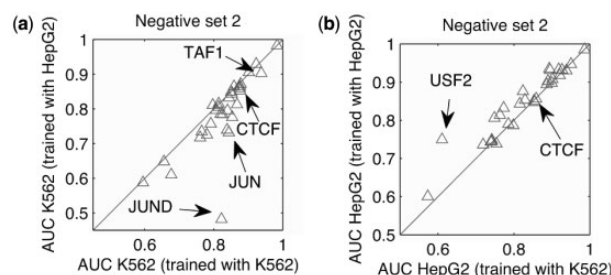 (a)
Negative set 2
AUC K562 (trained with HepG2)
1
0.9
0.8
0.7
0.6
0.5
TAF1
CTCF
JUN
JUND
0.6
0.8
1
AUC K562 (trained with K562)
(b)
Negative set 2
AUC HepG2 (trained with HepG2)
1
0.9
0.8
0.7
0.6
0.5
USF2
CTCF
0.6
0.8
1
AUC HepG2 (trained with K562)